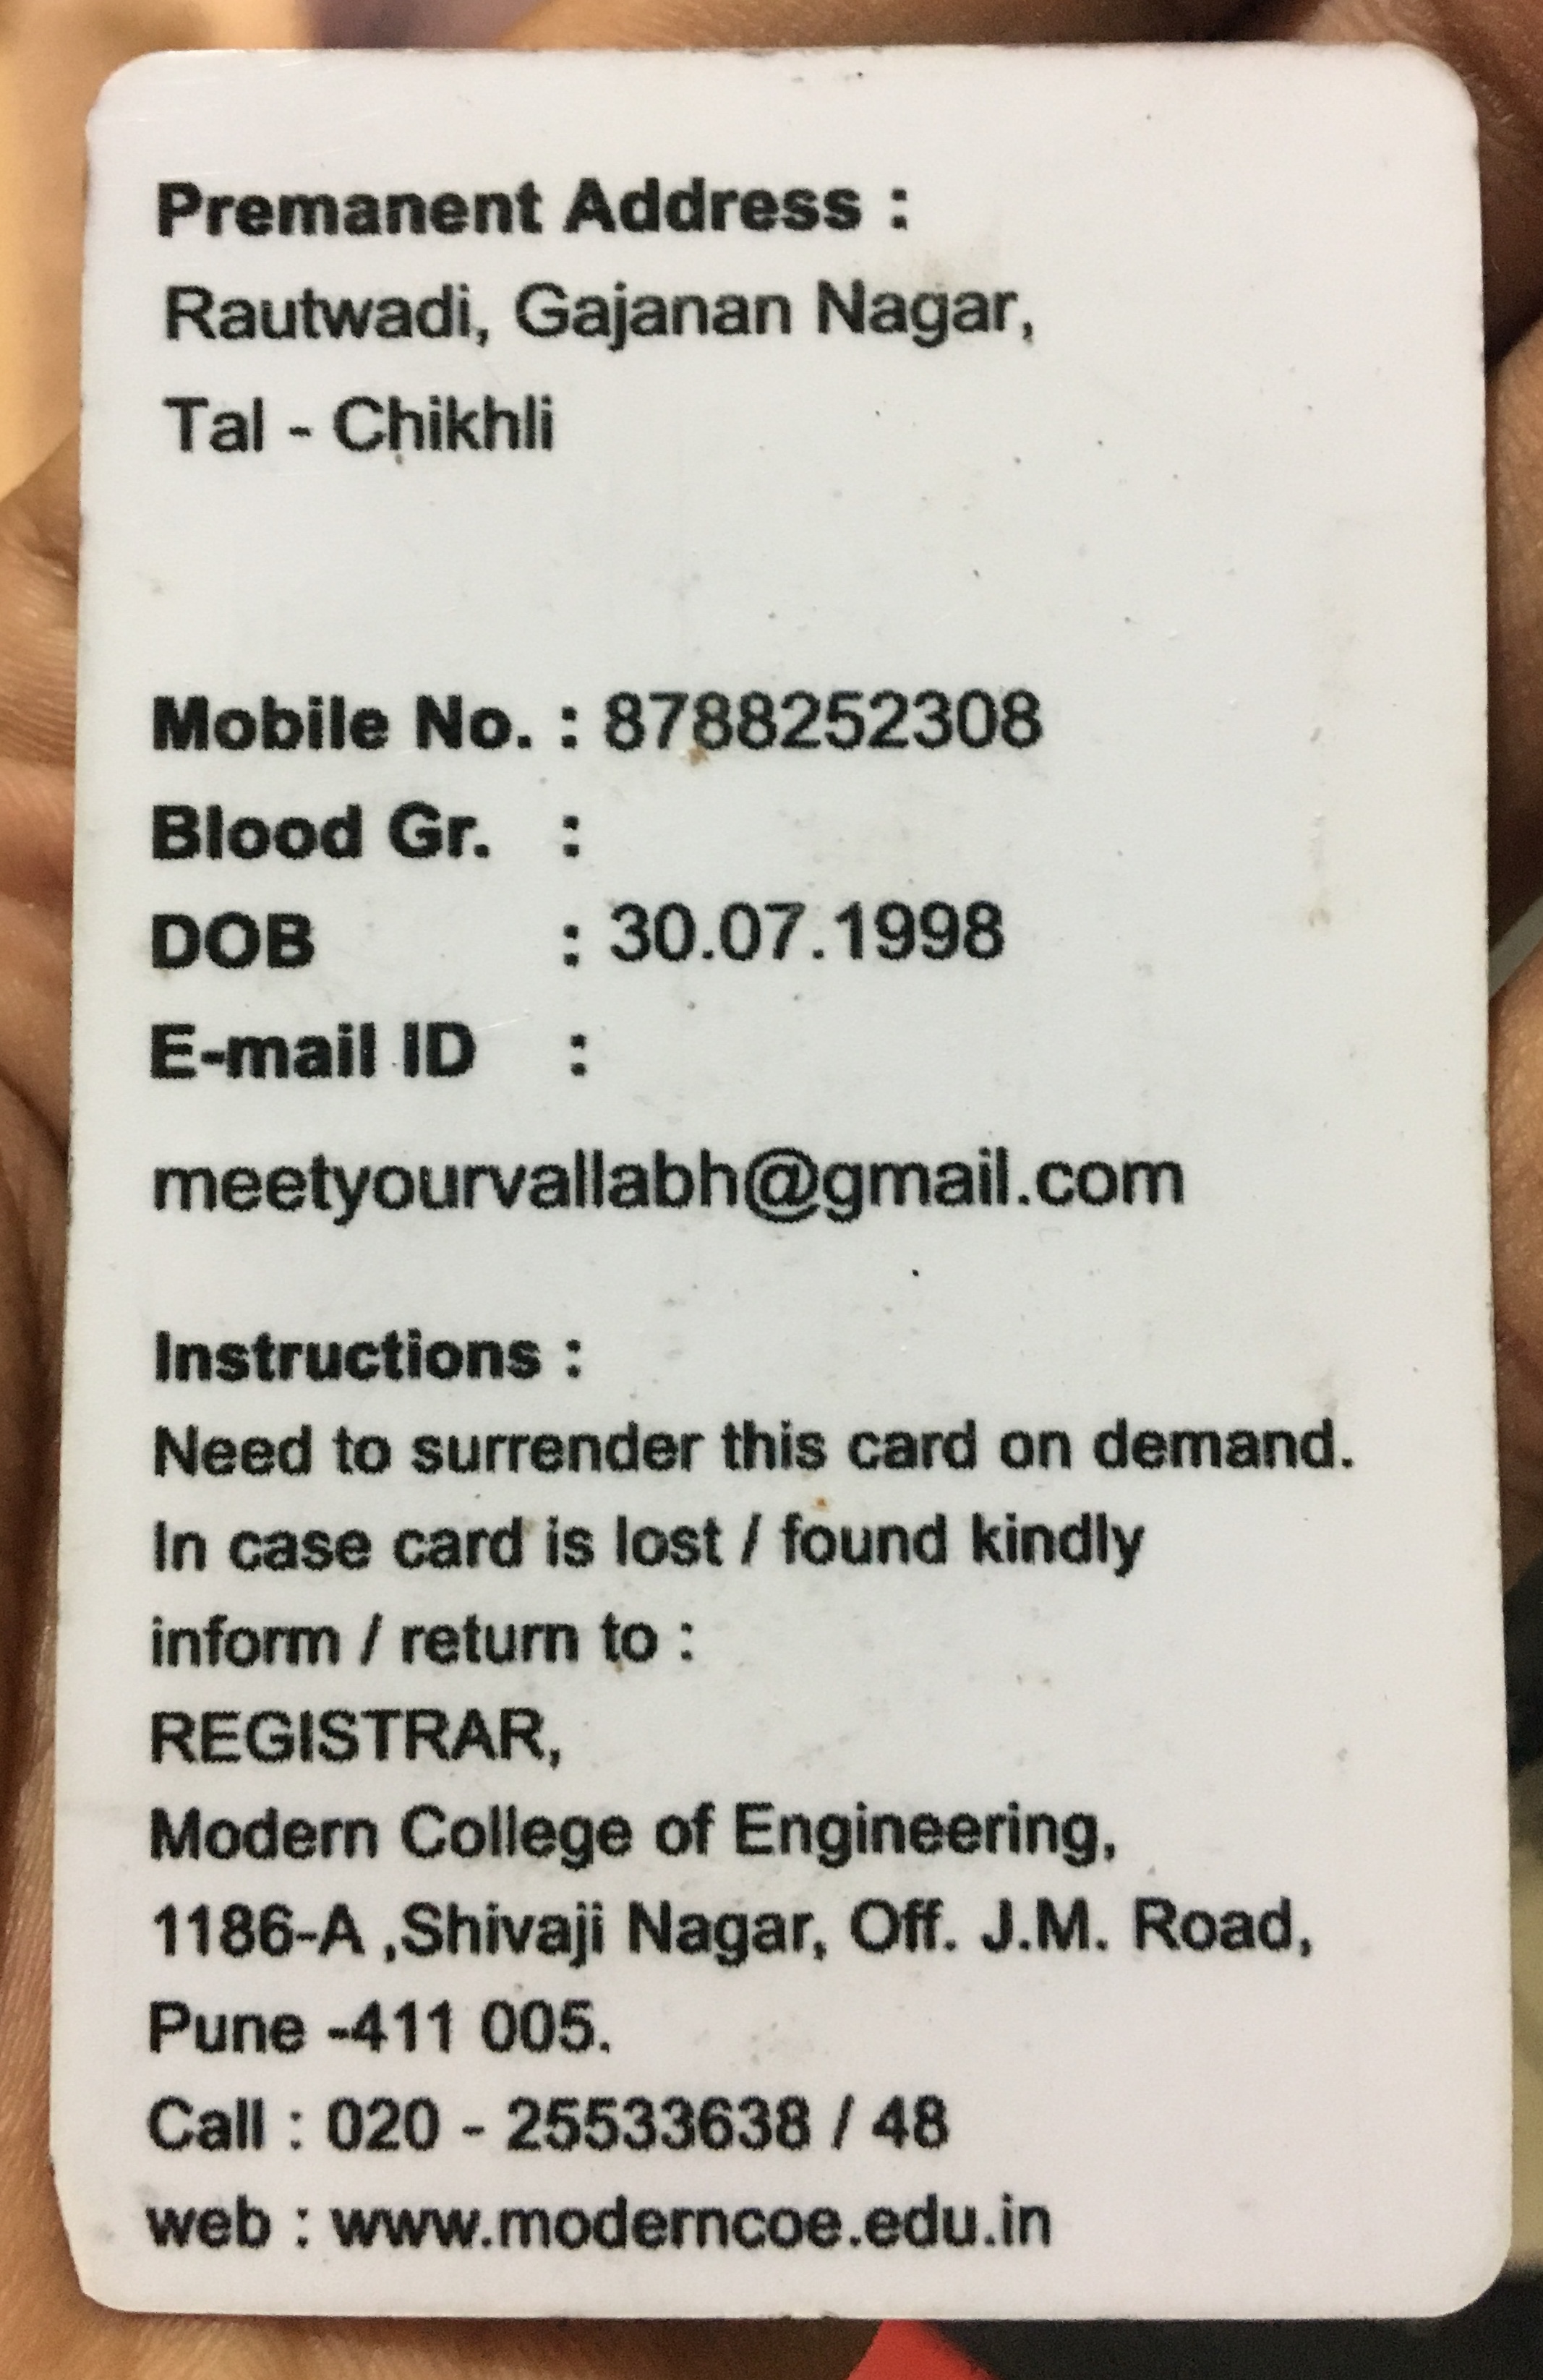 Premanent Address :
Rautwadi, Gajanan Nagar,
Tal - Chikhli
Mobile No. : 8788252308
Blood Gr. :
DOB : 30.07.1998
E-mail ID :
meetyourvallabh@gmail.com
Instructions :
Need to surrender this card on demand.
In case card is lost / found kindly
inform / return to :
REGISTRAR,
Modern College of Engineering,
1186-A ,Shivaji Nagar, Off. J.M. Road,
Pune -411 005.
Call : 020 - 25533638 / 48
web : www.moderncoe.edu.in